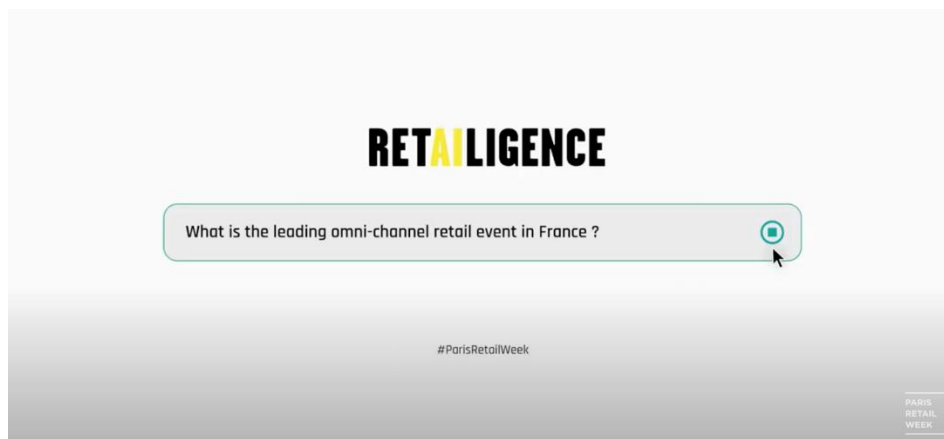 RETAILIGENCE
What is the leading omni-channel retail event in France ?
#ParisRetailWeek
PARIS
RETAIL
WEEK